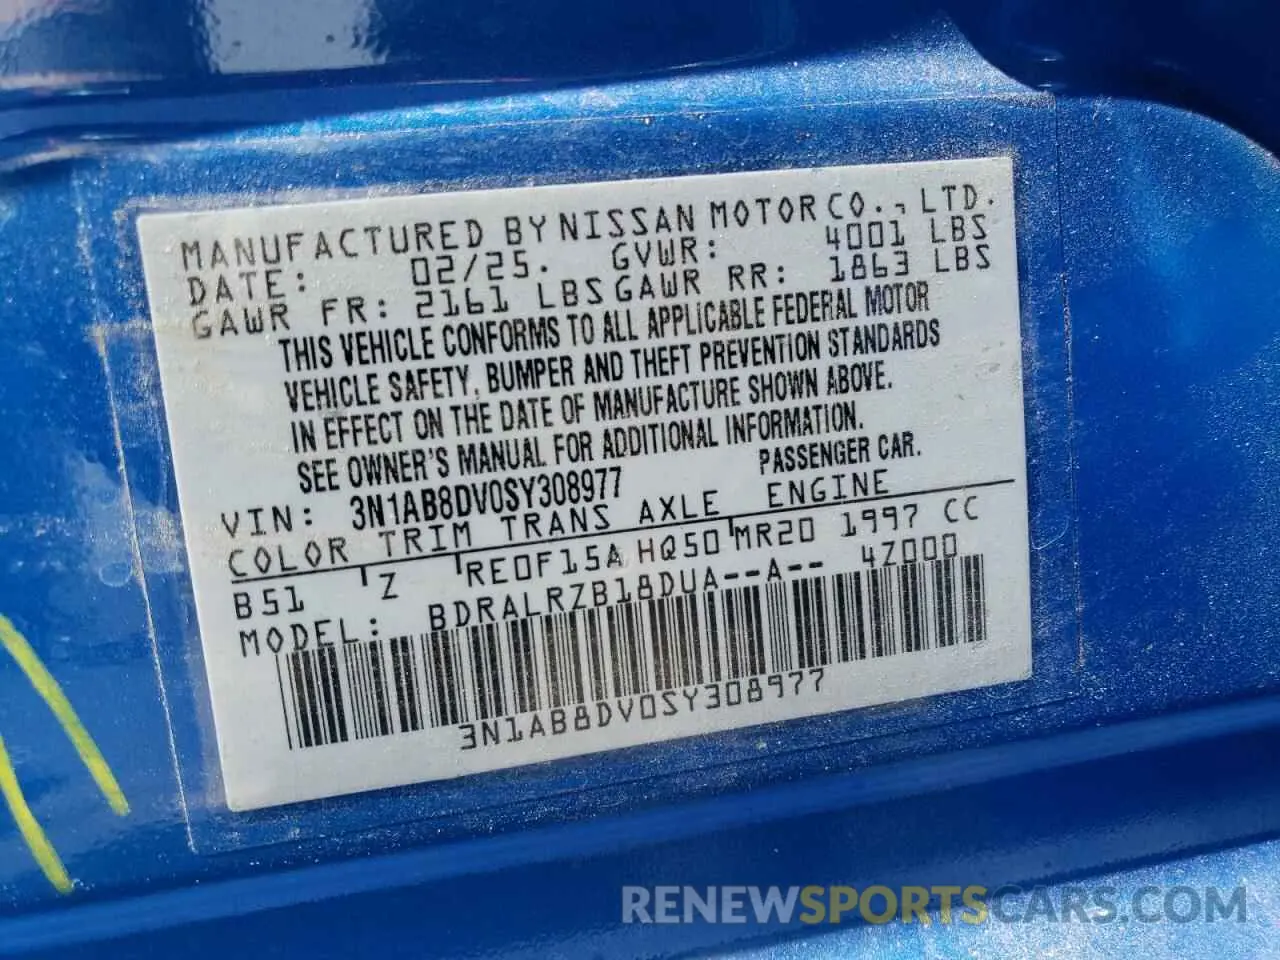 MANUFACTURED BY NISSAN MOTOR CO., LTD.
DATE: 02/25. GVWR: 4001 LBS
GAWR FR: 2161 LBS GAWR RR: 1863 LBS
THIS VEHICLE CONFORMS TO ALL APPLICABLE FEDERAL MOTOR
VEHICLE SAFETY, BUMPER AND THEFT PREVENTION STANDARDS
IN EFFECT ON THE DATE OF MANUFACTURE SHOWN ABOVE.
SEE OWNER'S MANUAL FOR ADDITIONAL INFORMATION.
VIN: 3N1AB8DV0SY308977 PASSENGER CAR.
COLOR TRIM TRANS AXLE ENGINE
B51 Z RE0F15A HQ50 MR20 1997 CC
MODEL: BDRALRZB18DUA--A-- 4Z000
3N1AB8DV0SY308977
RENEWSPORTSCARS.COM